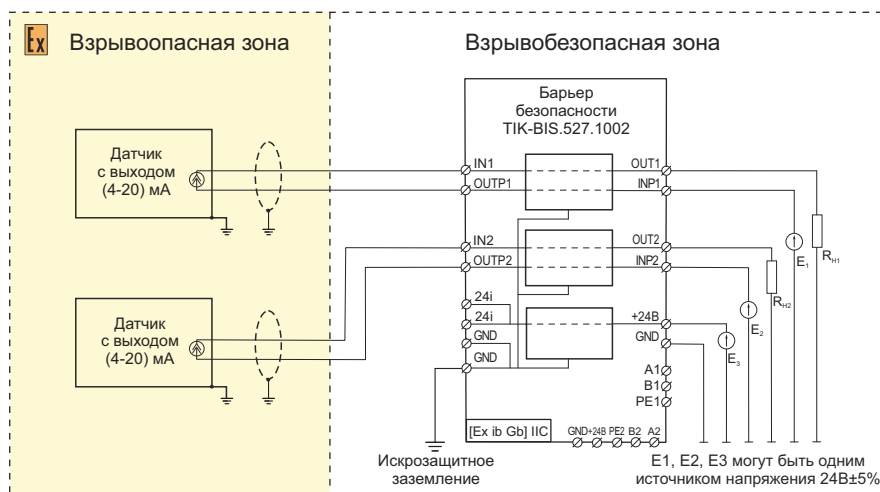 Ex Взрывоопасная зона
Взрывобезопасная зона
Барьер
безопасности
TIK-BIS.527.1002
Датчик
с выходом
(4-20) мА
IN1
OUTP1
OUT1
INP1
IN2
OUTP2
OUT2
INP2
E₁
Rн1
Rн2
E₂
E₃
Датчик
с выходом
(4-20) мА
24i
24i
GND
GND
+24В
GND
A1
B1
PE1
[Ex ib Gb] IIC
GND +24В PE2 B2 A2
Искрозащитное
заземление
E1, E2, E3 могут быть одним
источником напряжения 24В±5%